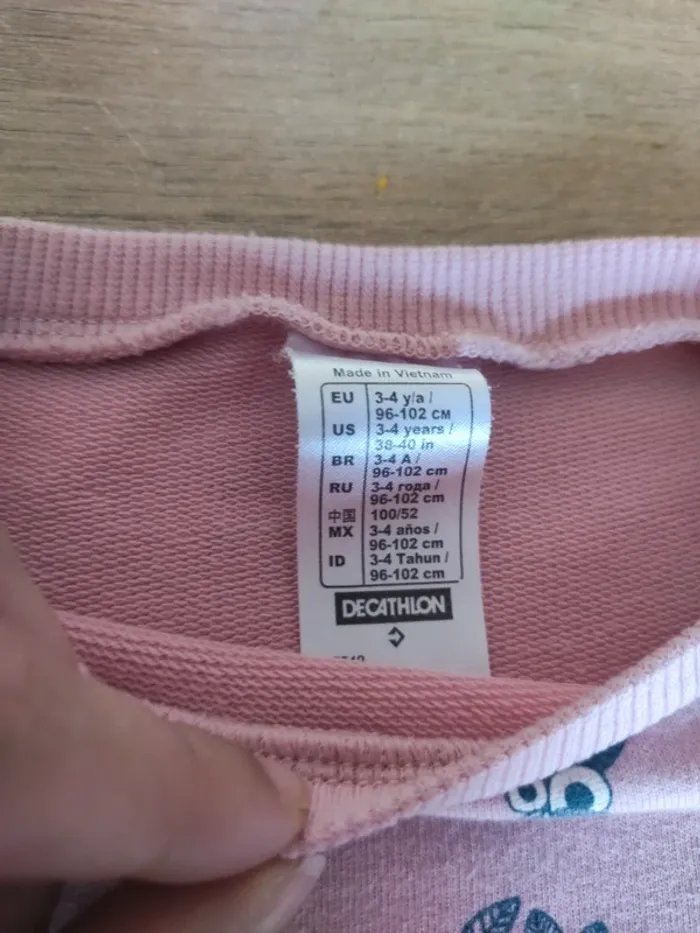 Made in Vietnam
EU 3-4 y/a /
96-102 CM
US 3-4 years /
38-40 in
BR 3-4 A /
96-102 cm
RU 3-4 года /
96-102 cm
中国 100/52
MX 3-4 años /
96-102 cm
ID 3-4 Tahun /
96-102 cm
DECATHLON